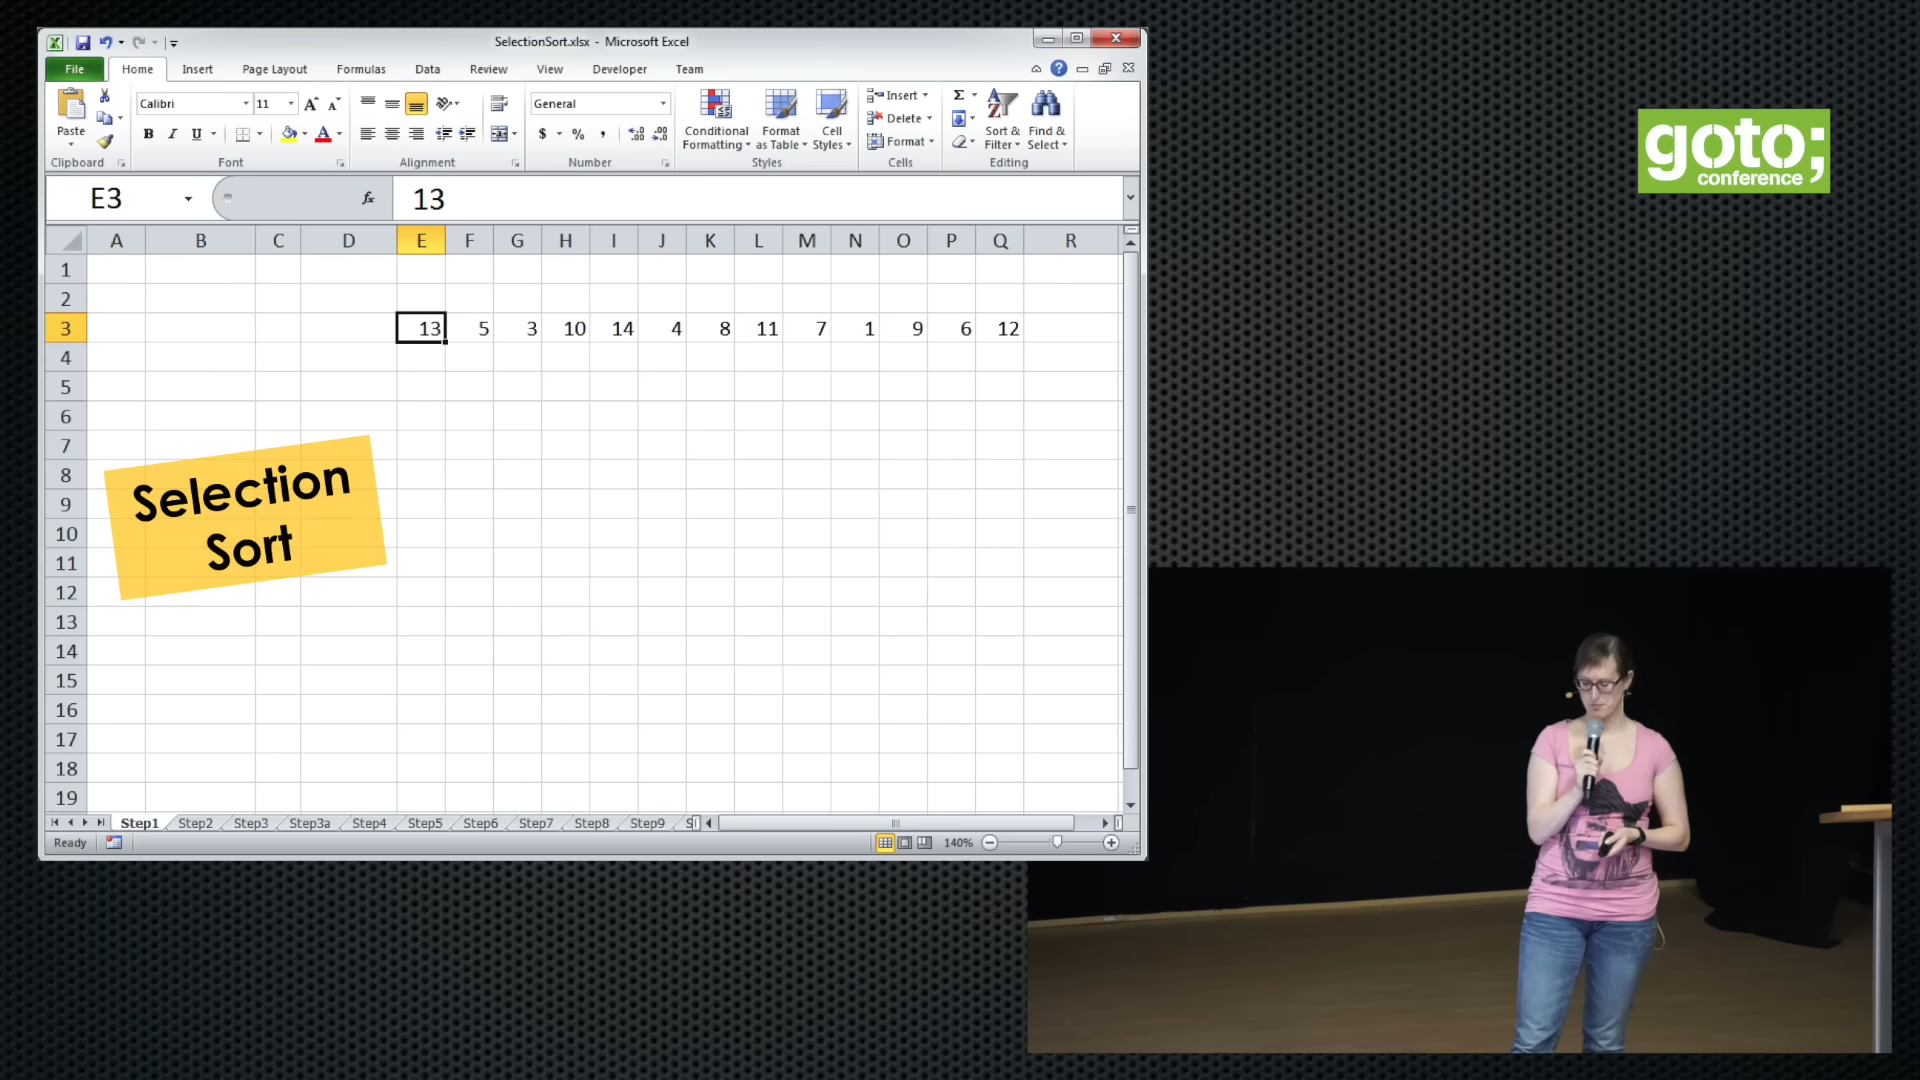 SelectionSort.xlsx - Microsoft Excel
File Home Insert Page Layout Formulas Data Review View Developer Team
Paste
Calibri 11
B I U A
General
$ % ,
Conditional Formatting
Format as Table
Cell Styles
Insert
Delete
Format
Σ
Sort & Filter
Find & Select
Clipboard Font Alignment Number Styles Cells Editing
E3 fx 13
A B C D E F G H I J K L M N O P Q R
1
2
3 13 5 3 10 14 4 8 11 7 1 9 6 12
4
5
6
7
8
9
10
11
12
13
14
15
16
17
18
19
Selection
Sort
Step1 Step2 Step3 Step3a Step4 Step5 Step6 Step7 Step8 Step9
Ready 140%
goto;
conference